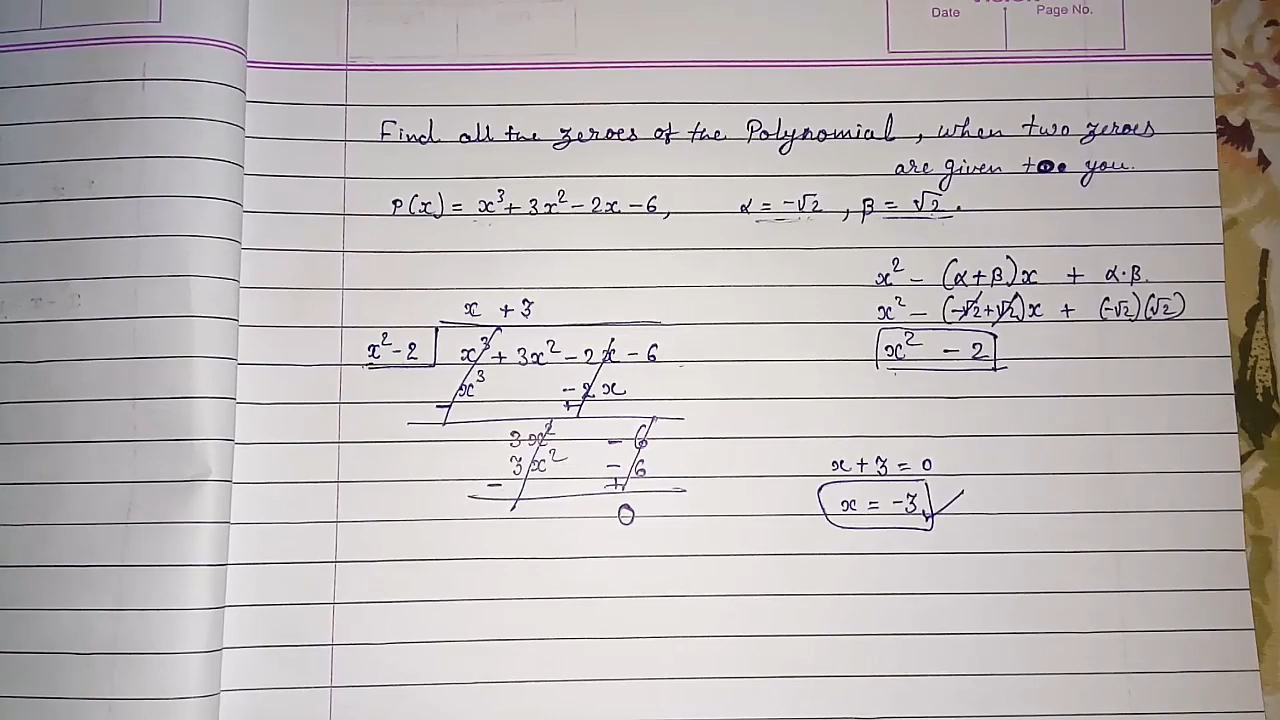 Date
Page No.
Find all the zeroes of the Polynomial, when two zeroes
are given to you.
P(x) = x³ + 3x² - 2x - 6, α = -√2, β = √2.
x² - (α+β)x + α·β.
x² - (-√2+√2)x + (-√2)(√2)
x² - 2
x + 3
x² - 2
x³ + 3x² - 2x - 6
x³ - 2x
- +
3x² - 6
3x² - 6
- +
0
x + 3 = 0
x = -3